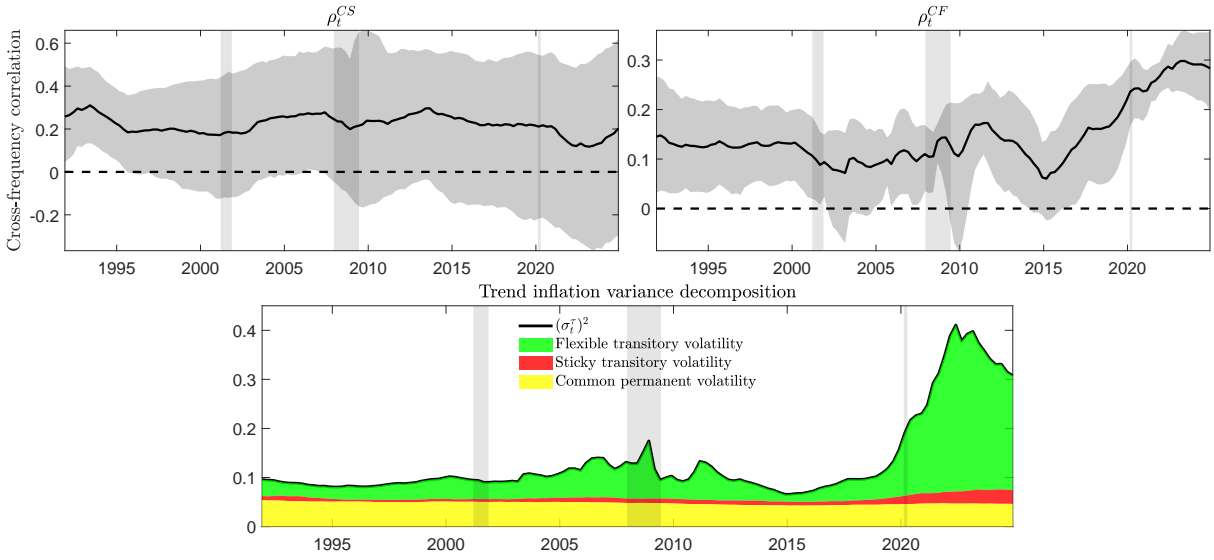 ρ_t^{CS}
Cross-frequency correlation
0.6
0.4
0.2
0
-0.2
1995 2000 2005 2010 2015 2020
ρ_t^{CF}
0.3
0.2
0.1
0
1995 2000 2005 2010 2015 2020
Trend inflation variance decomposition
0.4
0.3
0.2
0.1
0
(σ_t^τ)^2
Flexible transitory volatility
Sticky transitory volatility
Common permanent volatility
1995 2000 2005 2010 2015 2020